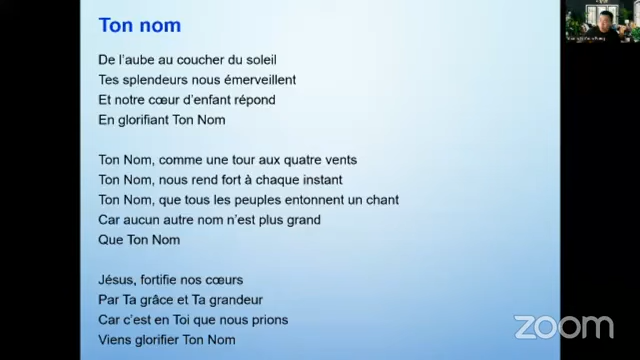 Ton nom
De l'aube au coucher du soleil
Tes splendeurs nous émerveillent
Et notre cœur d'enfant répond
En glorifiant Ton Nom
Ton Nom, comme une tour aux quatre vents
Ton Nom, nous rend fort à chaque instant
Ton Nom, que tous les peuples entonnent un chant
Car aucun autre nom n'est plus grand
Que Ton Nom
Jésus, fortifie nos cœurs
Par Ta grâce et Ta grandeur
Car c'est en Toi que nous prions
Viens glorifier Ton Nom
zoom